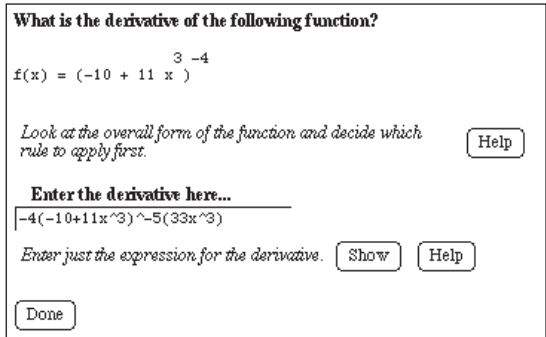 What is the derivative of the following function?
3 -4
f(x) = (-10 + 11 x )
Look at the overall form of the function and decide which
rule to apply first.
Help
Enter the derivative here...
-4(-10+11x^3)^-5(33x^3)
Enter just the expression for the derivative.
Show
Help
Done